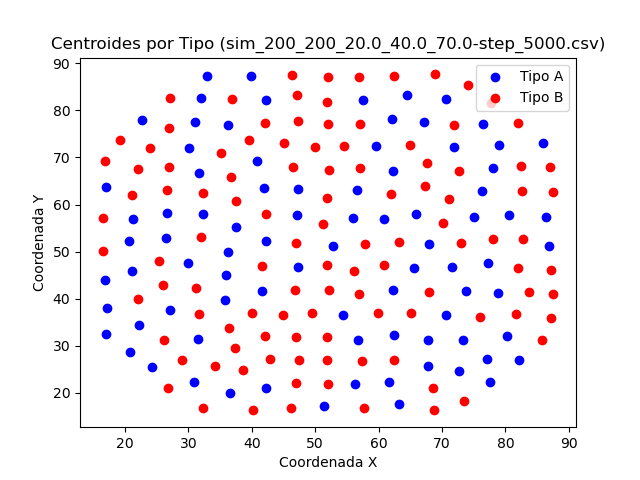 Centroides por Tipo (sim_200_200_20.0_40.0_70.0-step_5000.csv)
90
80
70
60
50
40
30
20
Coordenada Y
Tipo A
Tipo B
20 30 40 50 60 70 80 90
Coordenada X